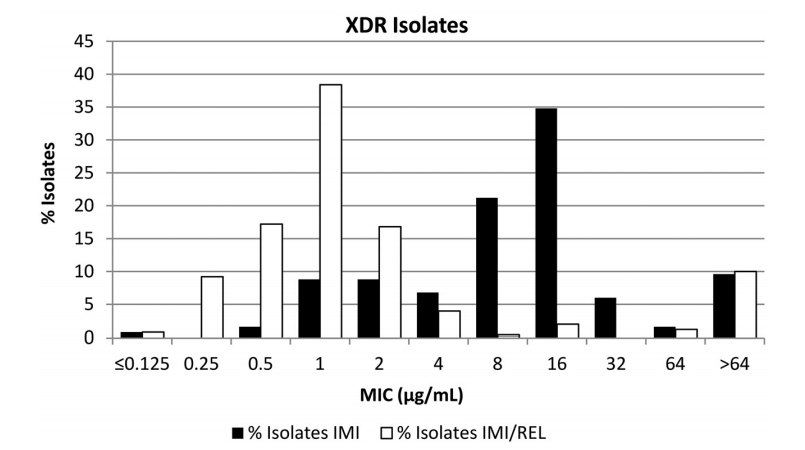 XDR Isolates
45
40
35
30
25
20
15
10
5
0
% Isolates
≤0.125 0.25 0.5 1 2 4 8 16 32 64 >64
MIC (µg/mL)
% Isolates IMI % Isolates IMI/REL